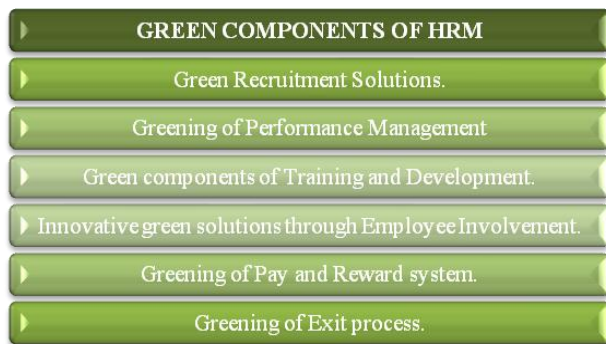 GREEN COMPONENTS OF HRM
Green Recruitment Solutions.
Greening of Performance Management
Green components of Training and Development.
Innovative green solutions through Employee Involvement.
Greening of Pay and Reward system.
Greening of Exit process.